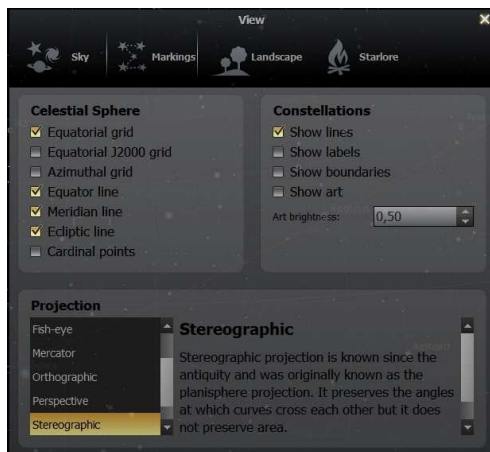 View
Sky
Markings
Landscape
Starlore
Celestial Sphere
Equatorial grid
Equatorial J2000 grid
Azimuthal grid
Equator line
Meridian line
Ecliptic line
Cardinal points
Constellations
Show lines
Show labels
Show boundaries
Show art
Art brightness: 0,50
Projection
Fish-eye
Mercator
Orthographic
Perspective
Stereographic
Stereographic
Stereographic projection is known since the
antiquity and was originally known as the
planisphere projection. It preserves the angles
at which curves cross each other but it does
not preserve area.